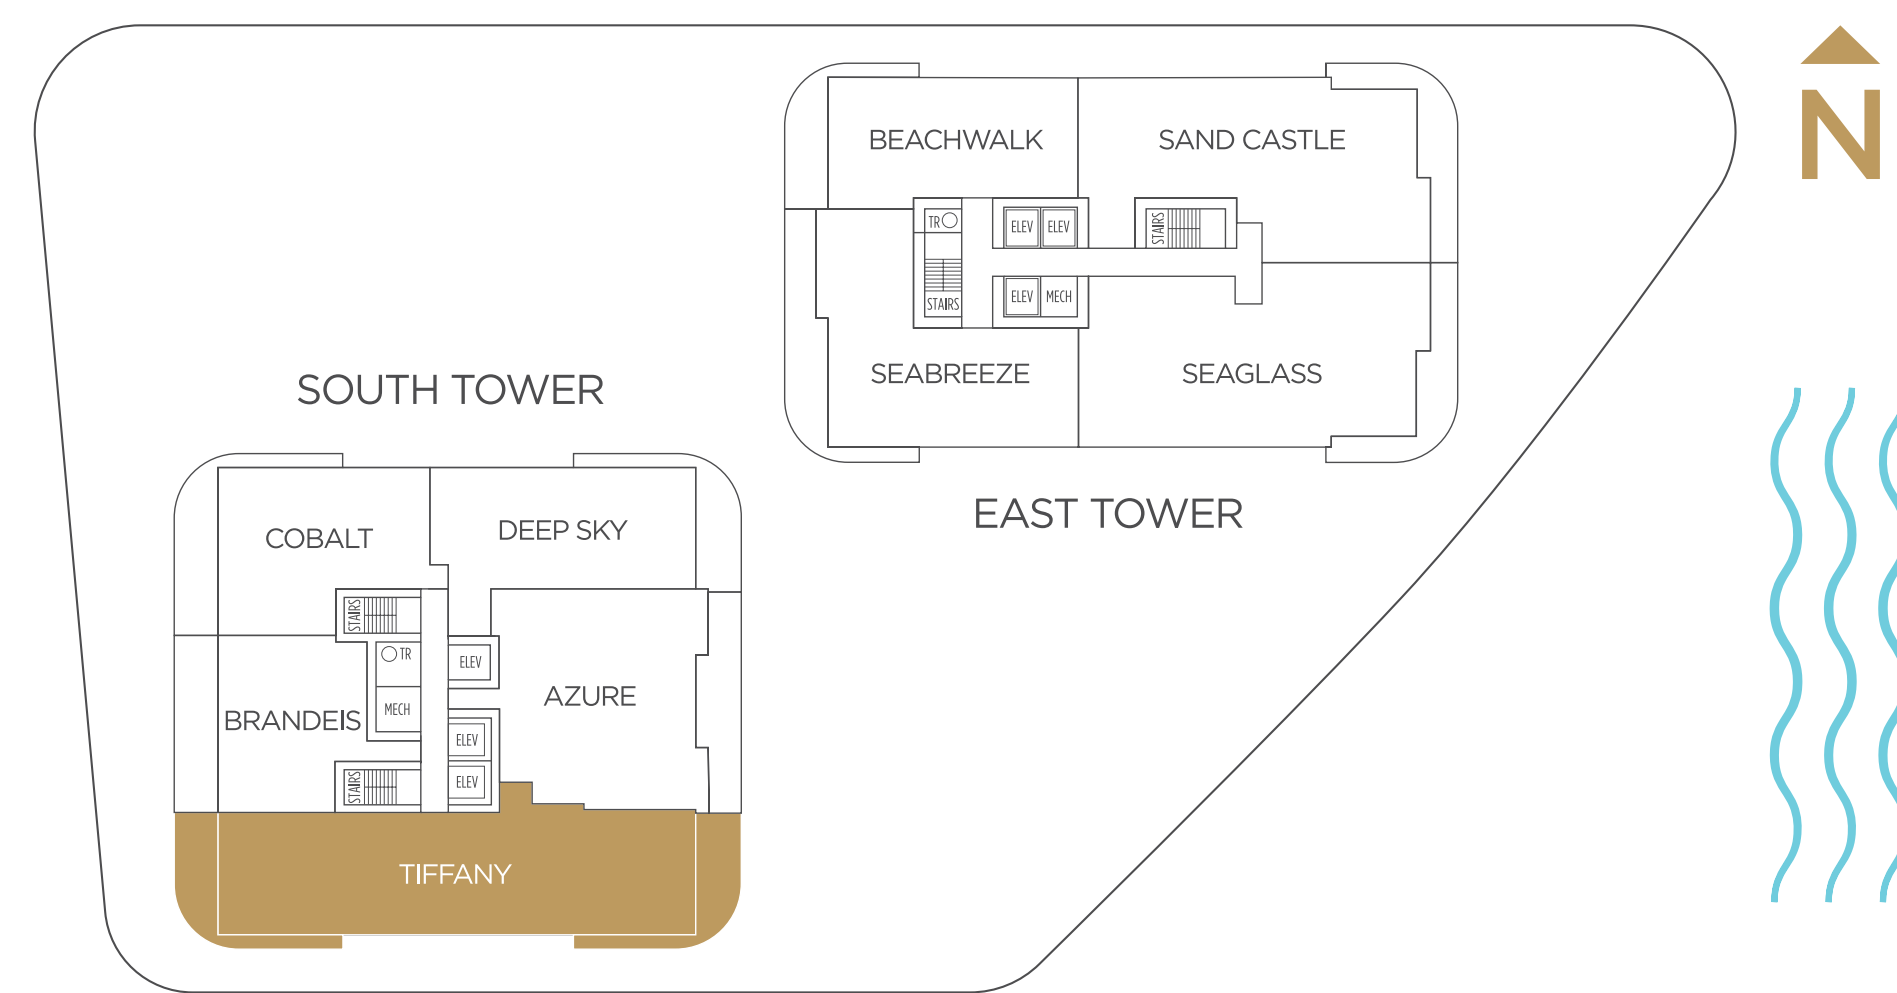 N
BEACHWALK
SAND CASTLE
TR
ELEV
ELEV
STAIRS
STAIRS
ELEV
MECH
SEABREEZE
SEAGLASS
EAST TOWER
SOUTH TOWER
COBALT
DEEP SKY
STAIRS
TR
ELEV
AZURE
MECH
BRANDEIS
ELEV
STAIRS
ELEV
TIFFANY